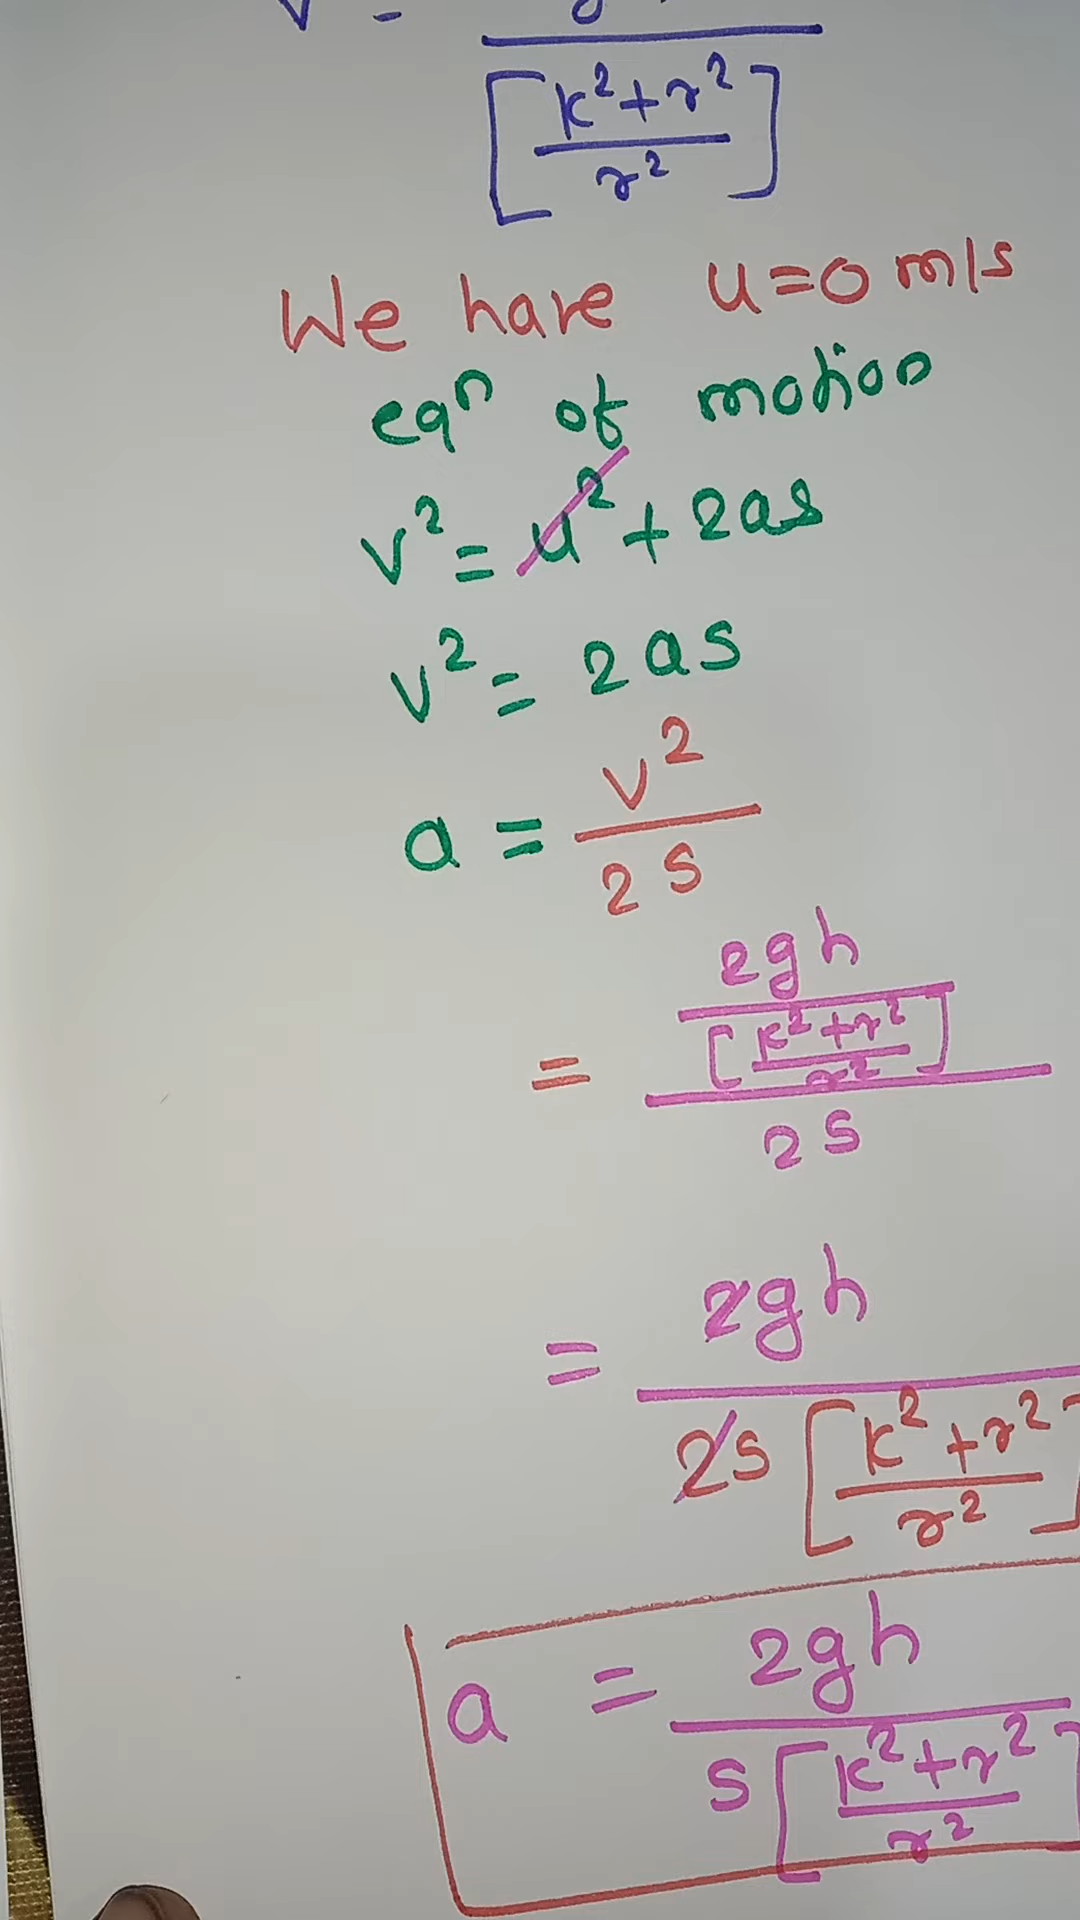 [k²+r² / r²]
We have u=0 m/s
eqⁿ of motion
v² = u² + 2as
v² = 2as
a = v² / 2s
= 2gh / [k²+r² / r²] / 2s
= 2gh / 2s [k²+r² / r²]
a = 2gh / s [k²+r² / r²]